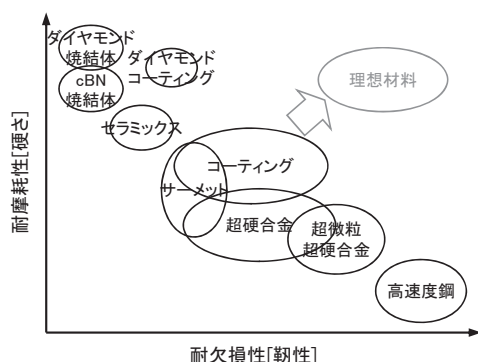 ダイヤモンド
焼結体
ダイヤモンド
コーティング
cBN
焼結体
理想材料
セラミックス
コーティング
サーメット
超硬合金
超微粒
超硬合金
高速度鋼
耐摩耗性[硬さ]
耐欠損性[靭性]